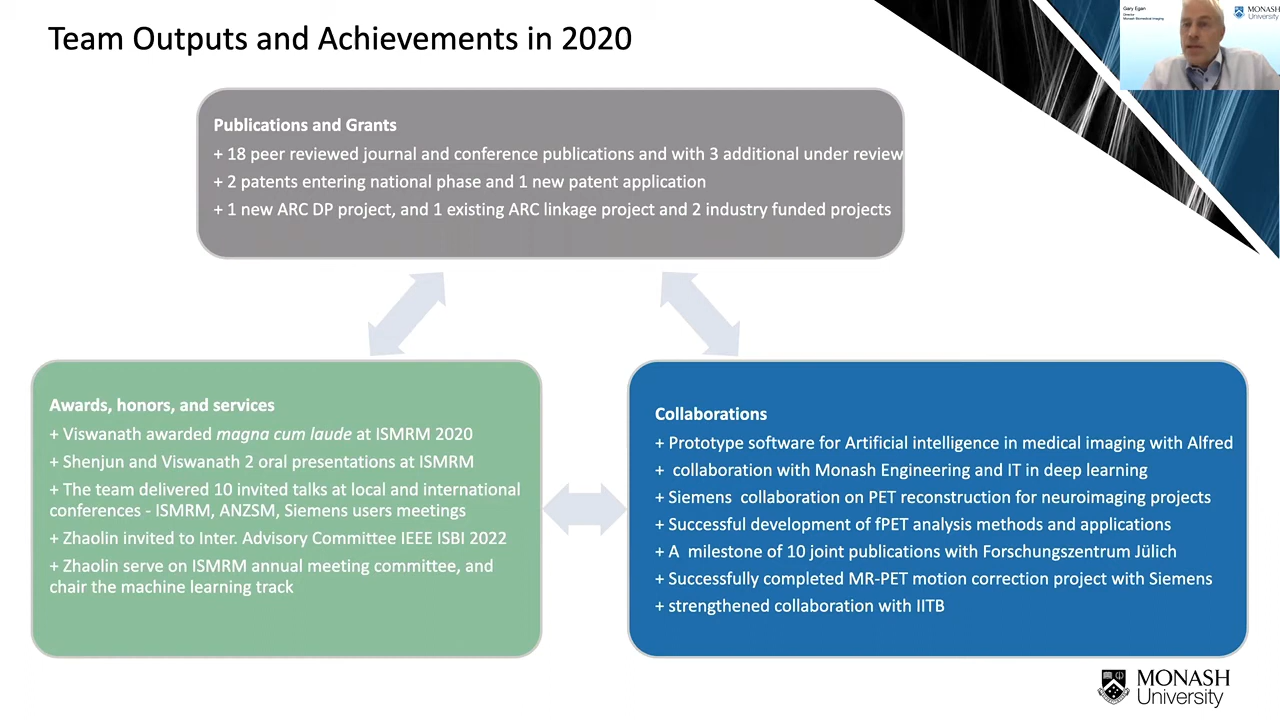 Team Outputs and Achievements in 2020
Gary Egan
Director
Monash Biomedical Imaging
MONASH
University
Publications and Grants
+ 18 peer reviewed journal and conference publications and with 3 additional under review
+ 2 patents entering national phase and 1 new patent application
+ 1 new ARC DP project, and 1 existing ARC linkage project and 2 industry funded projects
Awards, honors, and services
+ Viswanath awarded magna cum laude at ISMRM 2020
+ Shenjun and Viswanath 2 oral presentations at ISMRM
+ The team delivered 10 invited talks at local and international
conferences - ISMRM, ANZSM, Siemens users meetings
+ Zhaolin invited to Inter. Advisory Committee IEEE ISBI 2022
+ Zhaolin serve on ISMRM annual meeting committee, and
chair the machine learning track
Collaborations
+ Prototype software for Artificial intelligence in medical imaging with Alfred
+ collaboration with Monash Engineering and IT in deep learning
+ Siemens collaboration on PET reconstruction for neuroimaging projects
+ Successful development of fPET analysis methods and applications
+ A milestone of 10 joint publications with Forschungszentrum Jülich
+ Successfully completed MR-PET motion correction project with Siemens
+ strengthened collaboration with IITB
MONASH
University